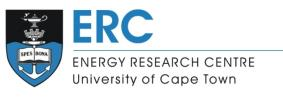 ERC
ENERGY RESEARCH CENTRE
University of Cape Town
SPES BONA